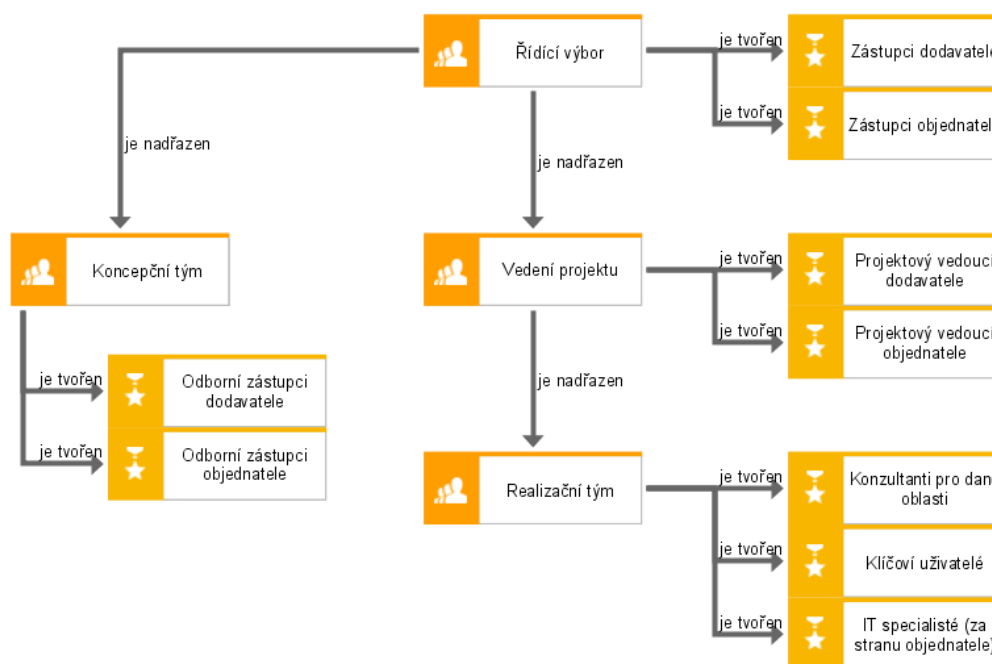 Řídící výbor
je tvořen
Zástupci dodavatele
je tvořen
Zástupci objednatele
je nadřazen
je nadřazen
Koncepční tým
Vedení projektu
je tvořen
Projektový vedoucí
dodavatele
je tvořen
Projektový vedoucí
objednatele
je tvořen
Odborní zástupci
dodavatele
je nadřazen
je tvořen
Odborní zástupci
objednatele
Realizační tým
je tvořen
Konzultanti pro dan
oblasti
je tvořen
Klíčoví uživatelé
je tvořen
IT specialisté (za
stranu objednatele)